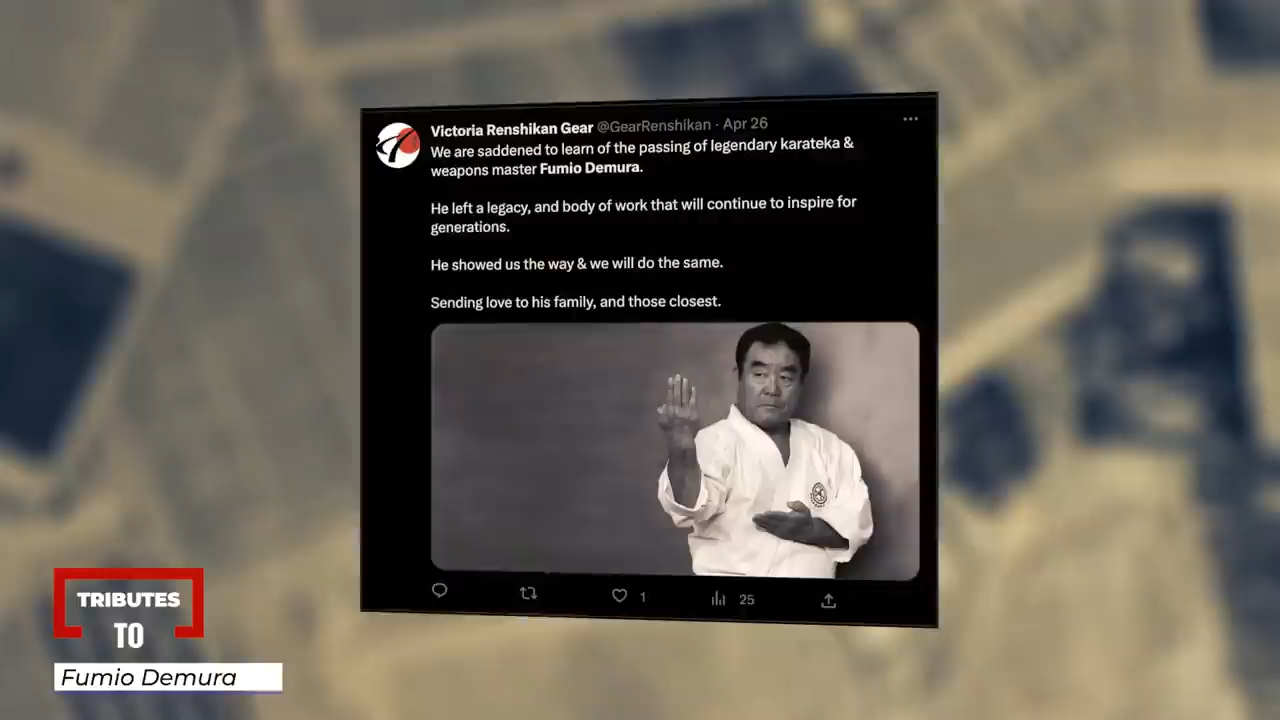 Victoria Renshikan Gear @GearRenshikan · Apr 26
We are saddened to learn of the passing of legendary karateka &
weapons master Fumio Demura.
He left a legacy, and body of work that will continue to inspire for
generations.
He showed us the way & we will do the same.
Sending love to his family, and those closest.
1
25
TRIBUTES
TO
Fumio Demura